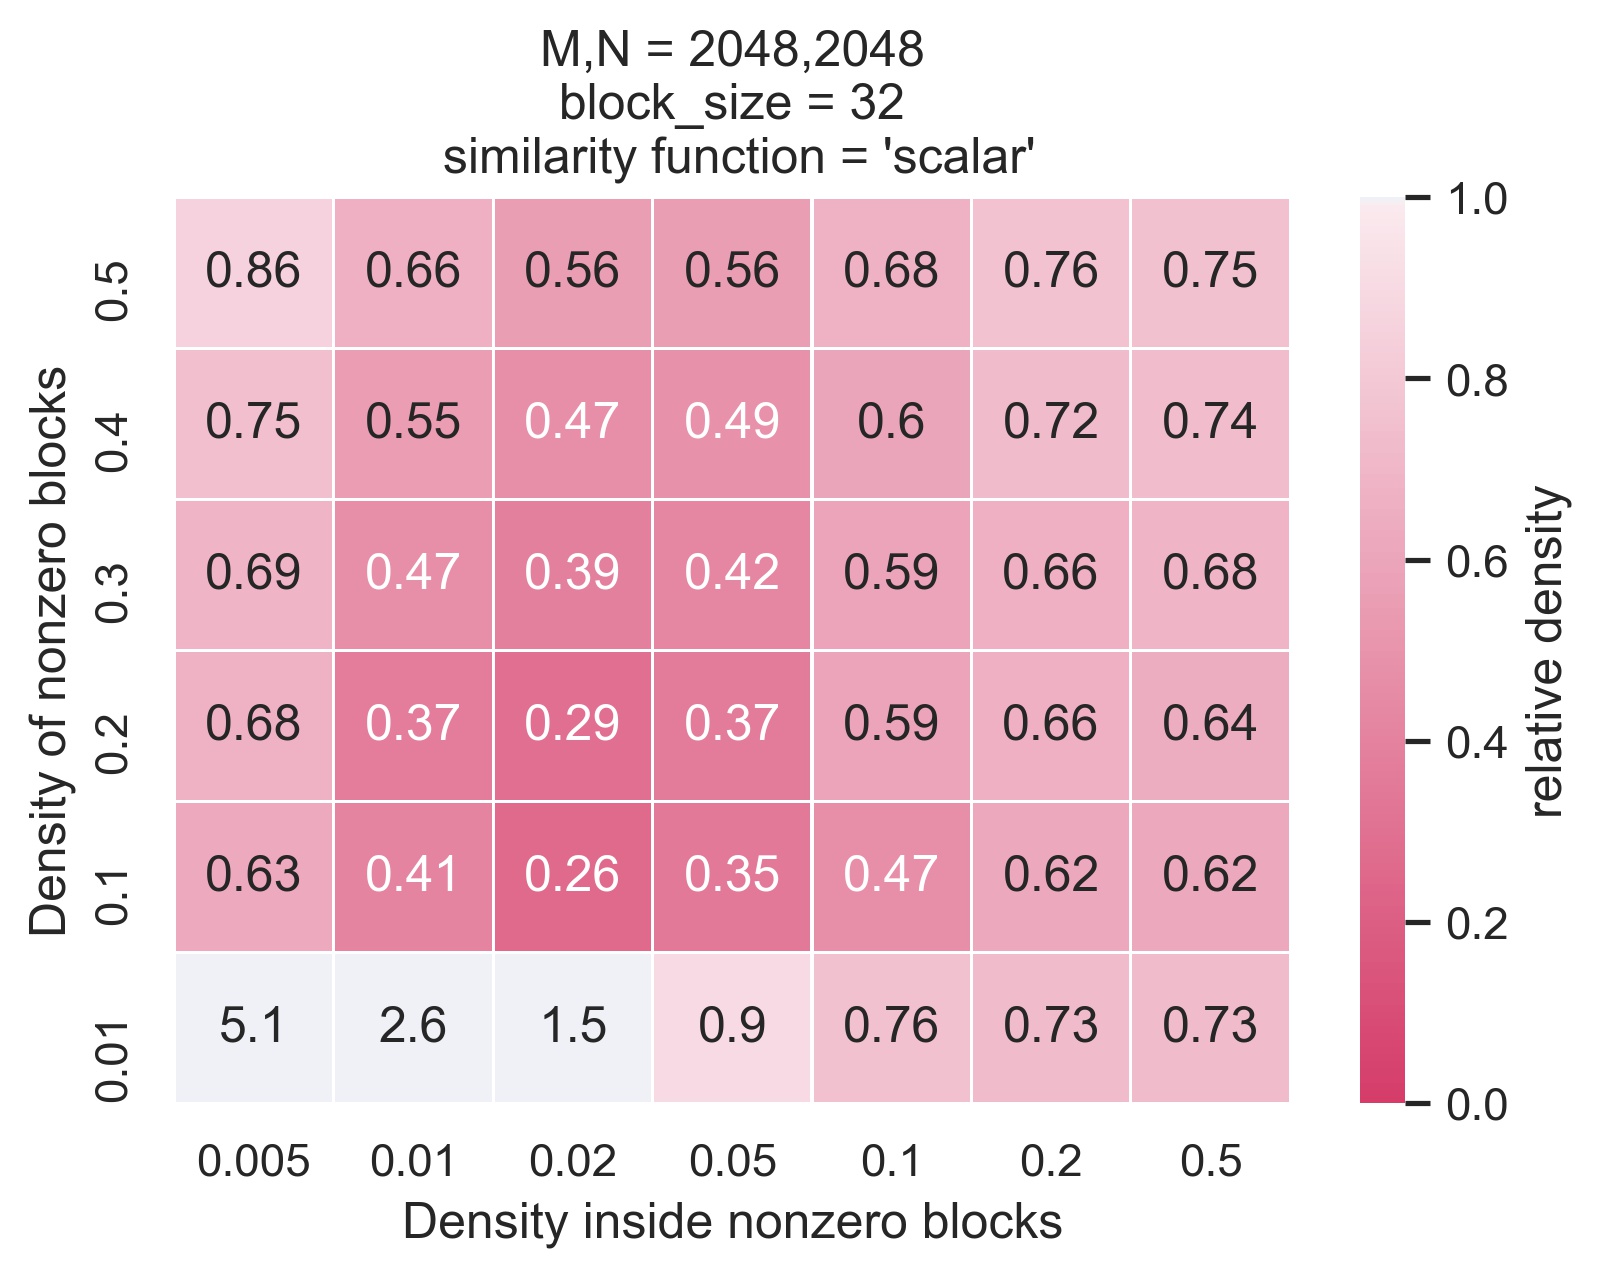 M,N = 2048,2048
block_size = 32
similarity function = 'scalar'
Density of nonzero blocks
0.5 0.86 0.66 0.56 0.56 0.68 0.76 0.75
0.4 0.75 0.55 0.47 0.49 0.6 0.72 0.74
0.3 0.69 0.47 0.39 0.42 0.59 0.66 0.68
0.2 0.68 0.37 0.29 0.37 0.59 0.66 0.64
0.1 0.63 0.41 0.26 0.35 0.47 0.62 0.62
0.01 5.1 2.6 1.5 0.9 0.76 0.73 0.73
0.005 0.01 0.02 0.05 0.1 0.2 0.5
Density inside nonzero blocks
1.0
0.8
0.6
0.4
0.2
0.0
relative density